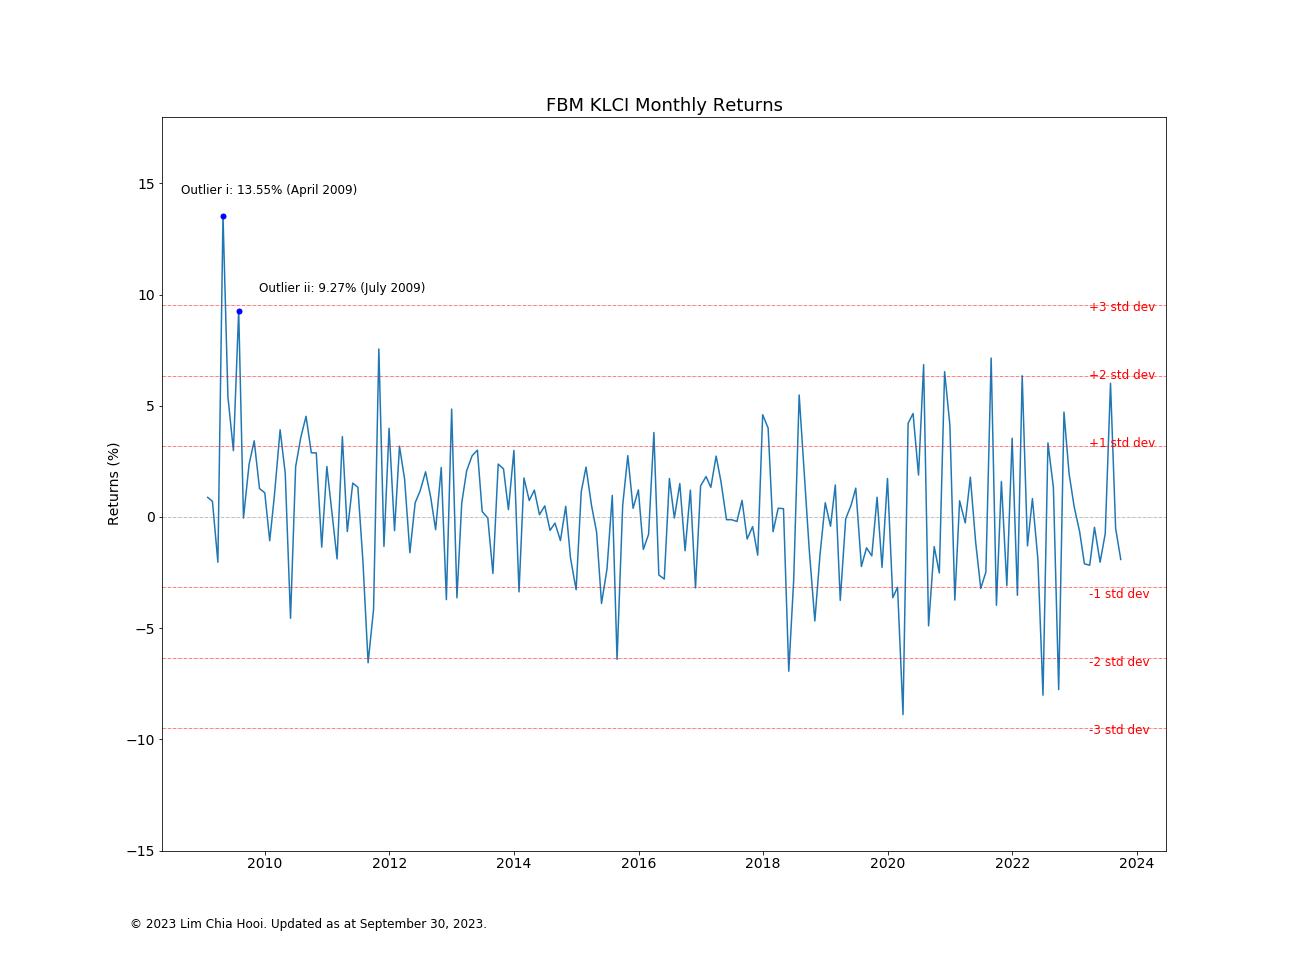 FBM KLCI Monthly Returns
15
Outlier i: 13.55% (April 2009)
Outlier ii: 9.27% (July 2009)
10
+3 std dev
+2 std dev
5
+1 std dev
Returns (%)
0
-1 std dev
−5
-2 std dev
-3 std dev
−10
−15
2010 2012 2014 2016 2018 2020 2022 2024
© 2023 Lim Chia Hooi. Updated as at September 30, 2023.